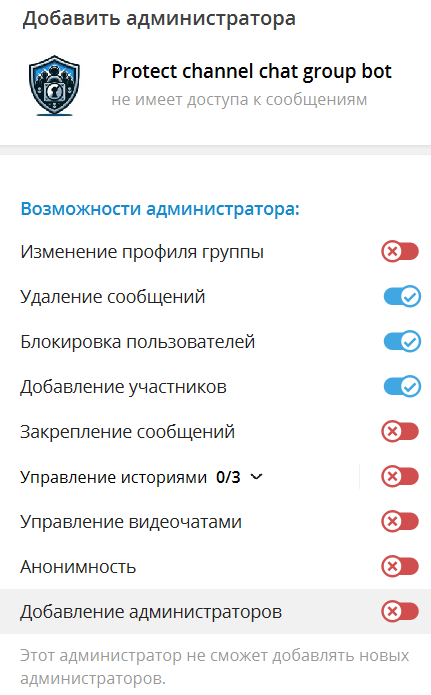 Добавить администратора
Protect channel chat group bot
не имеет доступа к сообщениям
Возможности администратора:
Изменение профиля группы
Удаление сообщений
Блокировка пользователей
Добавление участников
Закрепление сообщений
Управление историями 0/3
Управление видеочатами
Анонимность
Добавление администраторов
Этот администратор не сможет добавлять новых
администраторов.